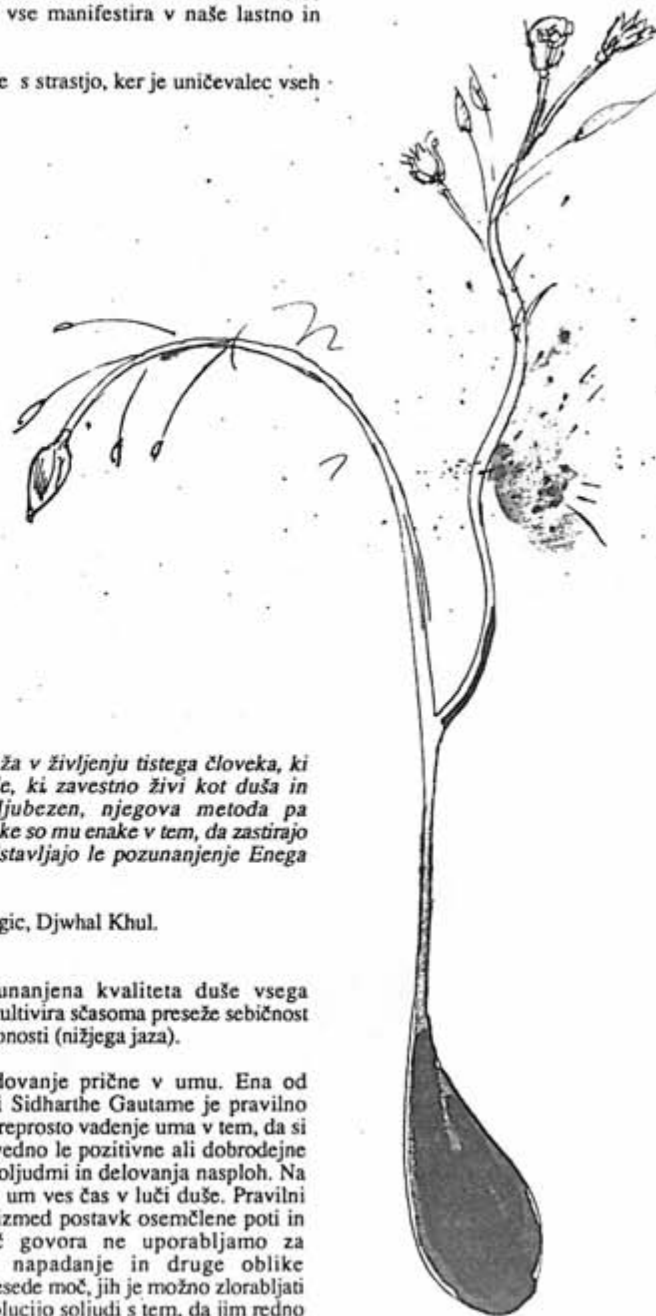 vse manifestira v naše lastno in
e s strastjo, ker je uničevalec vseh
ža v življenju tistega človeka, ki
e, ki zavestno živi kot duša in
ljubezen, njegova metoda pa
ke so mu enake v tem, da zastirajo
stavljajo le pozunanjenje Enega
gic, Djwhal Khul.
unanjena kvaliteta duše vsega
ultivira sčasoma preseže sebičnost
bnosti (nižjega jaza).
lovanje prične v umu. Ena od
i Sidharthe Gautame je pravilno
reprosto vadenje uma v tem, da si
vedno le pozitivne ali dobrodejne
oljudmi in delovanja nasploh. Na
um ves čas v luči duše. Pravilni
izmed postavk osemčlene poti in
č govora ne uporabljamo za
napadanje in druge oblike
esede moč, jih je možno zlorabljati
olucijo soljudi s tem, da jim redno